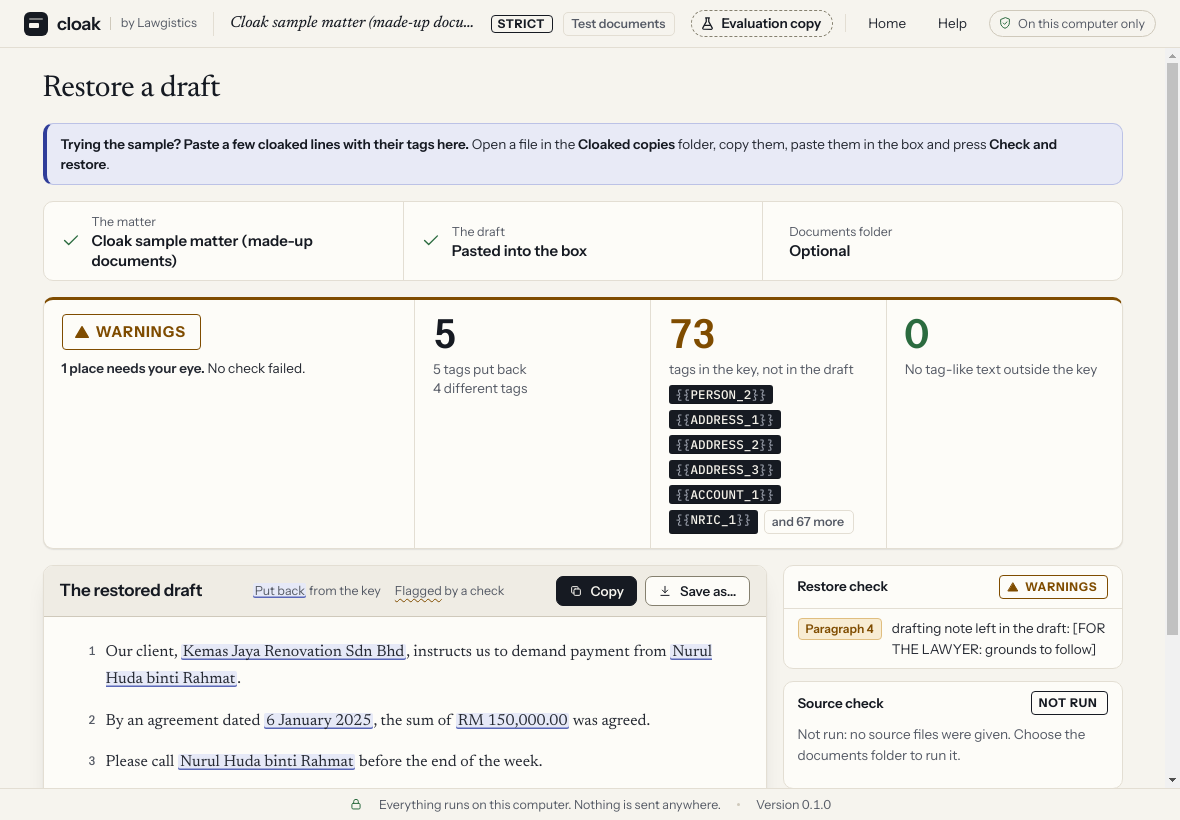 cloak by Lawgistics Cloak sample matter (made-up docu... STRICT Test documents Evaluation copy Home Help On this computer only
Restore a draft
Trying the sample? Paste a few cloaked lines with their tags here. Open a file in the Cloaked copies folder, copy them, paste them in the box and press Check and
restore.
The matter
Cloak sample matter (made-up
documents)
The draft
Pasted into the box
Documents folder
Optional
WARNINGS
1 place needs your eye. No check failed.
5
5 tags put back
4 different tags
73
tags in the key, not in the draft
{{PERSON_2}}
{{ADDRESS_1}}
{{ADDRESS_2}}
{{ADDRESS_3}}
{{ACCOUNT_1}}
{{NRIC_1}} and 67 more
0
No tag-like text outside the key
The restored draft Put back from the key Flagged by a check Copy Save as...
1 Our client, Kemas Jaya Renovation Sdn Bhd, instructs us to demand payment from Nurul
Huda binti Rahmat.
2 By an agreement dated 6 January 2025, the sum of RM 150,000.00 was agreed.
3 Please call Nurul Huda binti Rahmat before the end of the week.
Restore check WARNINGS
Paragraph 4 drafting note left in the draft: [FOR
THE LAWYER: grounds to follow]
Source check NOT RUN
Not run: no source files were given. Choose the
documents folder to run it.
Everything runs on this computer. Nothing is sent anywhere. • Version 0.1.0